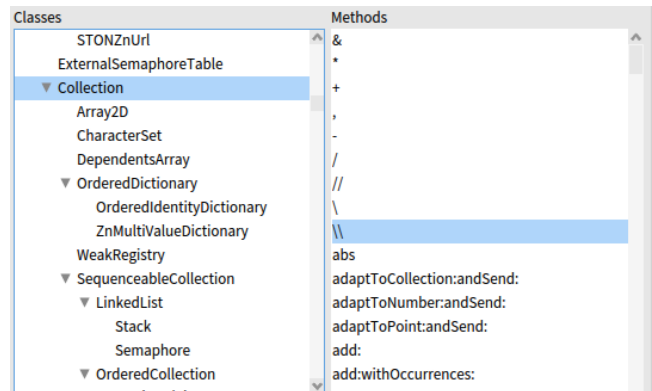 Classes
STONZnUrl
ExternalSemaphoreTable
Collection
Array2D
CharacterSet
DependentsArray
OrderedDictionary
OrderedIdentityDictionary
ZnMultiValueDictionary
WeakRegistry
SequenceableCollection
LinkedList
Stack
Semaphore
OrderedCollection
Methods
&
*
+
,
-
/
//
\
\\
abs
adaptToCollection:andSend:
adaptToNumber:andSend:
adaptToPoint:andSend:
add:
add:withOccurrences: